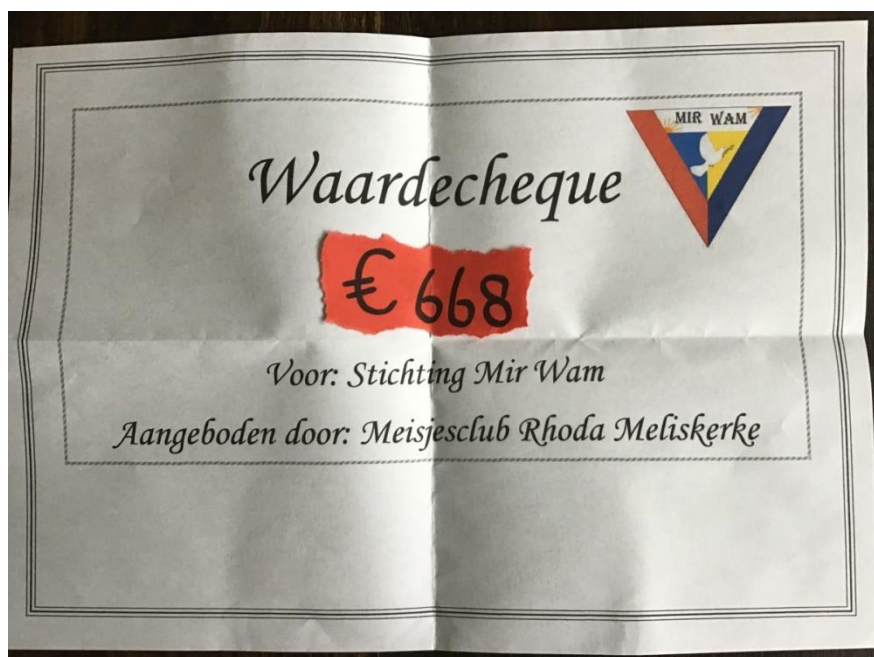 MIR WAM
Waardecheque
€ 668
Voor: Stichting Mir Wam
Aangeboden door: Meisjesclub Rhoda Meliskerke